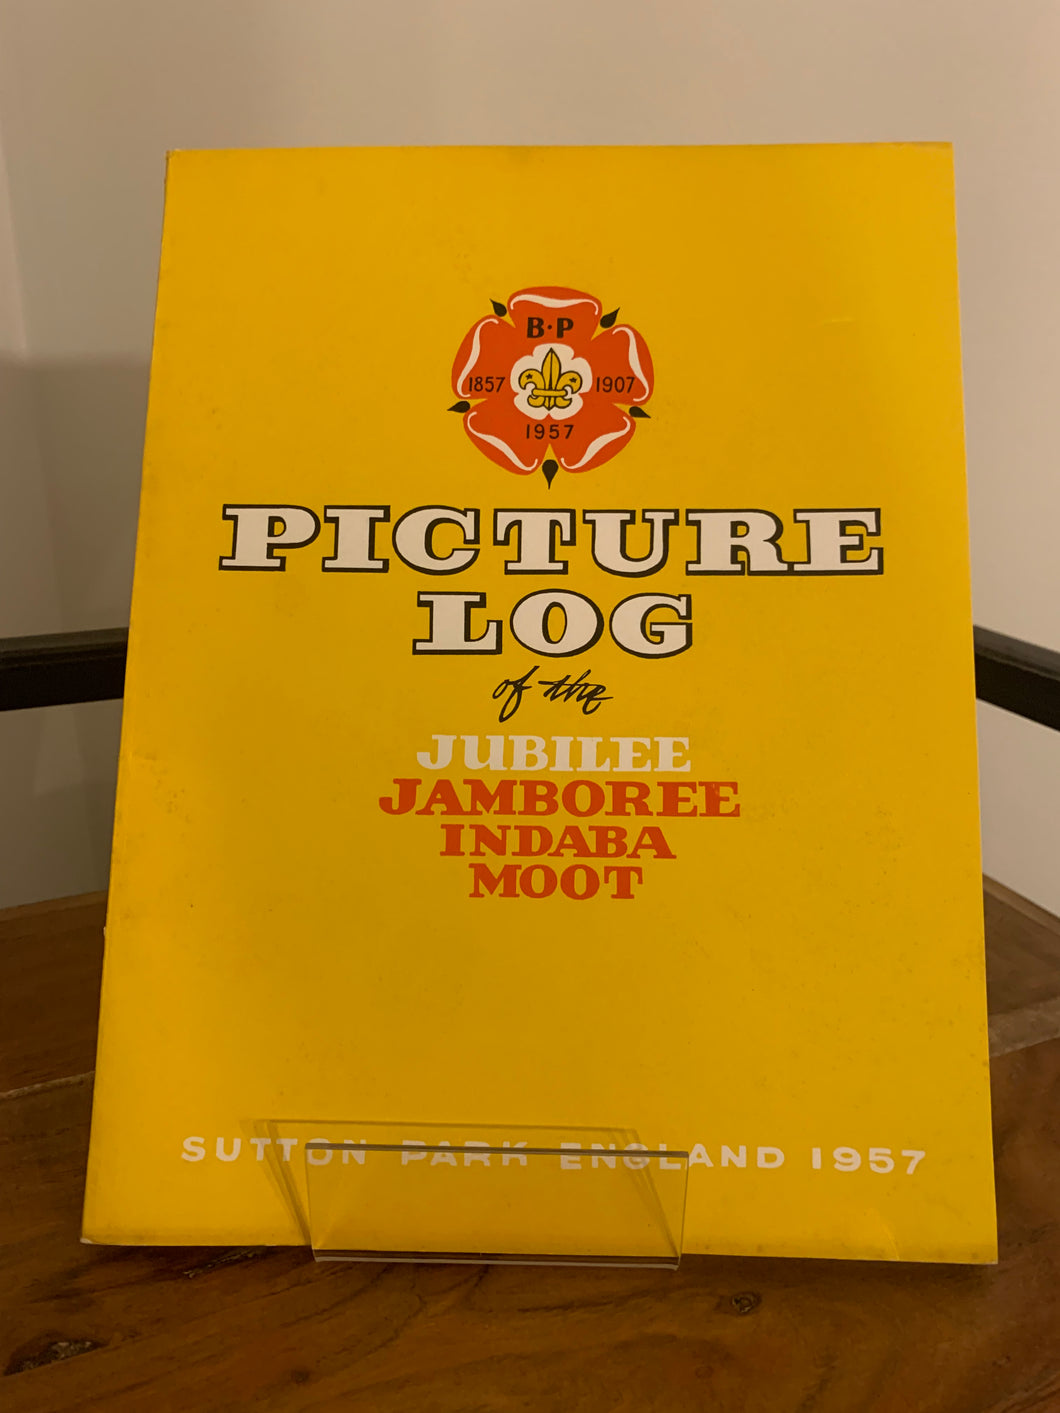 B·P
1857 1907
1957
PICTURE
LOG
of the
JUBILEE
JAMBOREE
INDABA
MOOT
SUTTON PARK ENGLAND 1957